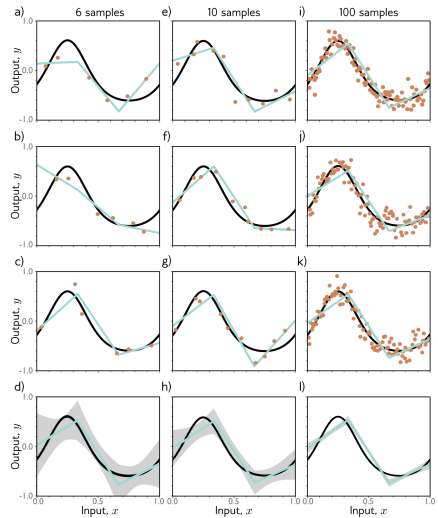 a) 6 samples e) 10 samples i) 100 samples
1.0
Output, y
0.0
-1.0
b) f) j)
1.0
Output, y
0.0
-1.0
c) g) k)
1.0
Output, y
0.0
-1.0
d) h) l)
1.0
Output, y
0.0
-1.0
0.0 0.5 1.0 0.0 0.5 1.0 0.0 0.5 1.0
Input, x Input, x Input, x